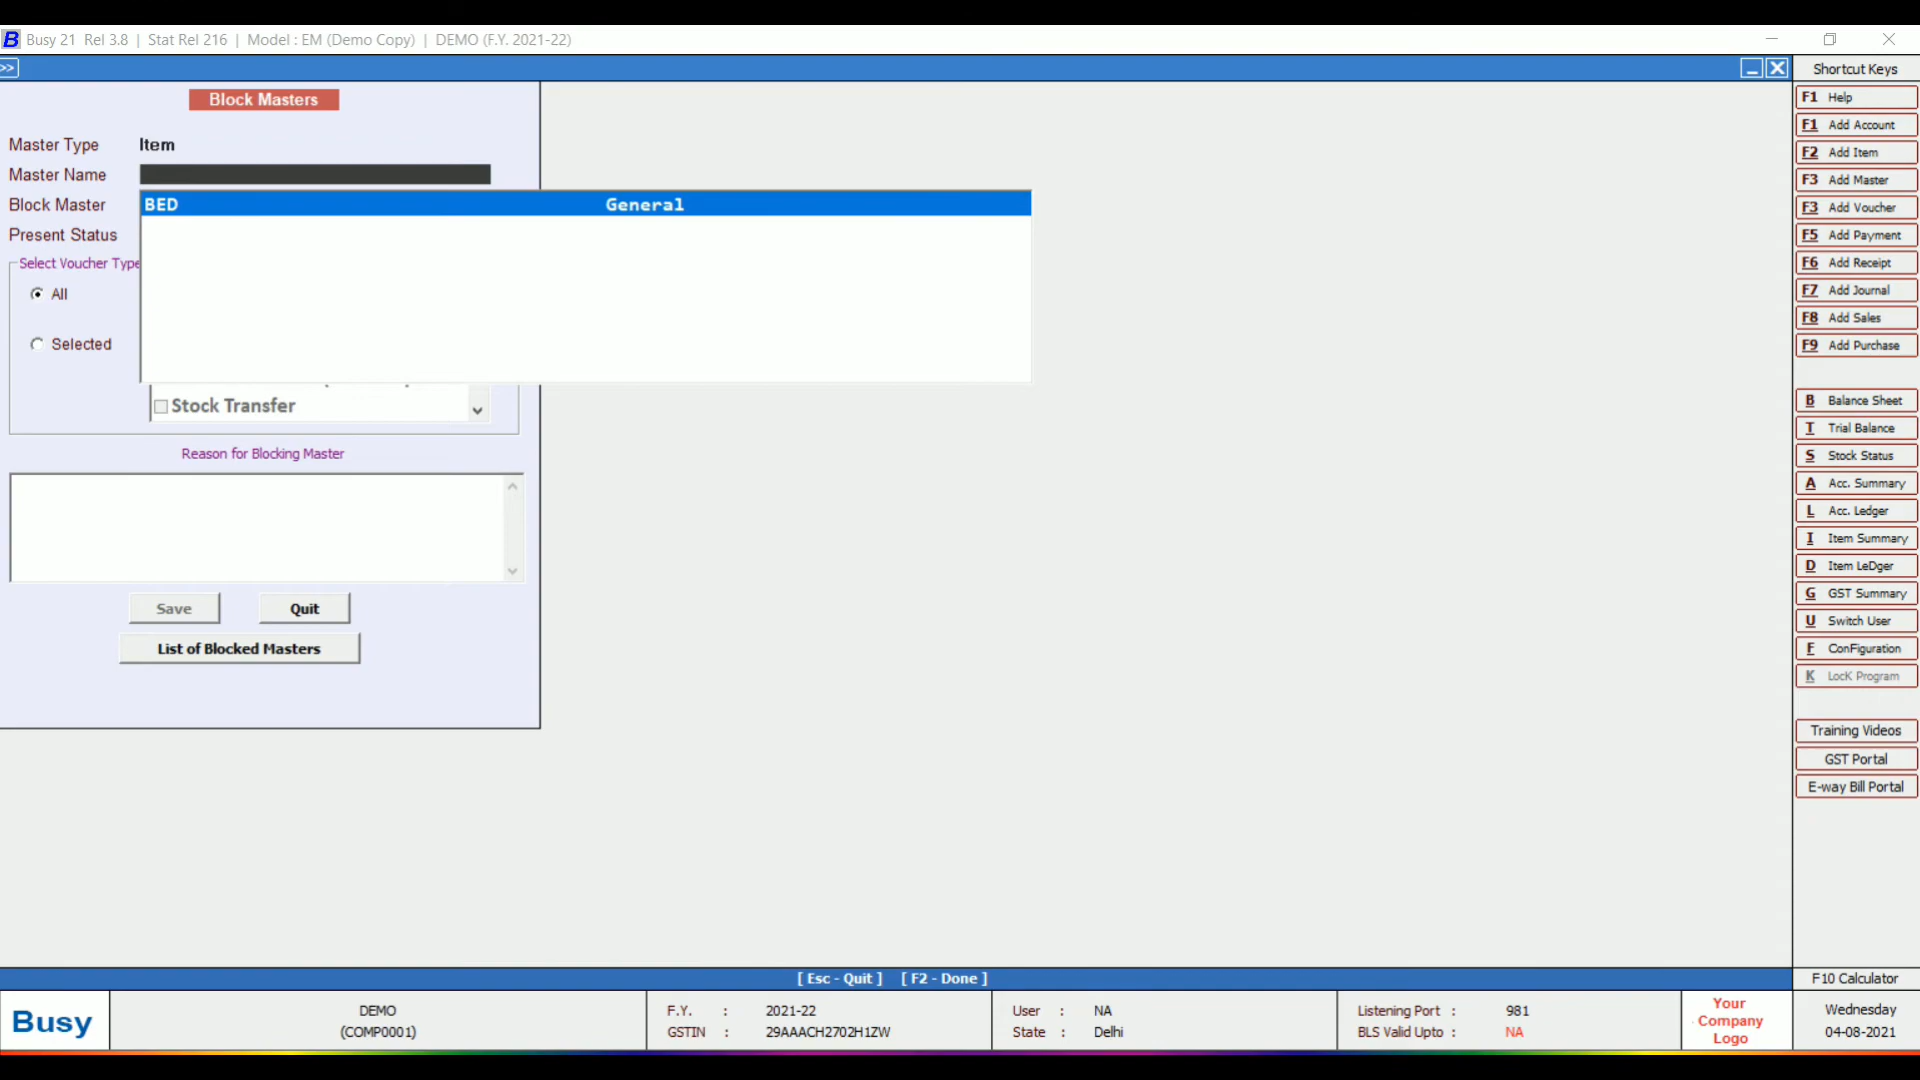 B Busy 21 Rel 3.8 | Stat Rel 216 | Model : EM (Demo Copy) | DEMO (F.Y. 2021-22)
>>
Block Masters
Master Type Item
Master Name
Block Master
BED General
Present Status
Select Voucher Type
All
Selected
Stock Transfer
Reason for Blocking Master
Save Quit
List of Blocked Masters
Shortcut Keys
F1 Help
F1 Add Account
F2 Add Item
F3 Add Master
F3 Add Voucher
F5 Add Payment
F6 Add Receipt
F7 Add Journal
F8 Add Sales
F9 Add Purchase
B Balance Sheet
T Trial Balance
S Stock Status
A Acc. Summary
L Acc. Ledger
I Item Summary
D Item LeDger
G GST Summary
U Switch User
F ConFiguration
K LocK Program
Training Videos
GST Portal
E-way Bill Portal
[ Esc - Quit ] [ F2 - Done ]
F10 Calculator
Busy
DEMO
(COMP0001)
F.Y. : 2021-22
GSTIN : 29AAACH2702H1ZW
User : NA
State : Delhi
Listening Port : 981
BLS Valid Upto : NA
Your
Company
Logo
Wednesday
04-08-2021